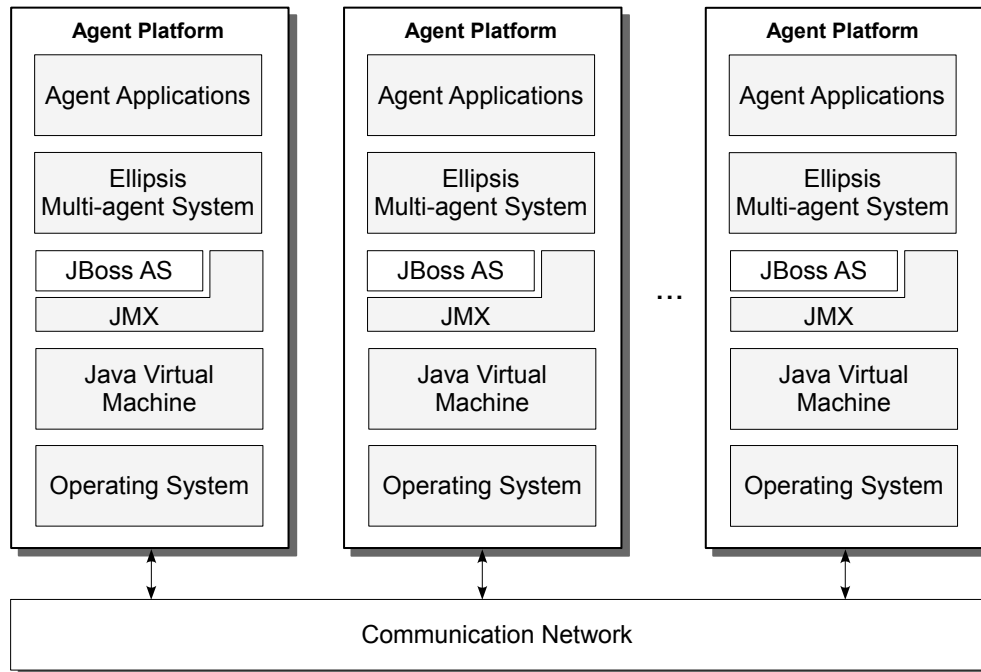 Agent Platform
Agent Applications
Ellipsis
Multi-agent System
JBoss AS
JMX
Java Virtual
Machine
Operating System
Agent Platform
Agent Applications
Ellipsis
Multi-agent System
JBoss AS
JMX
Java Virtual
Machine
Operating System
...
Agent Platform
Agent Applications
Ellipsis
Multi-agent System
JBoss AS
JMX
Java Virtual
Machine
Operating System
Communication Network